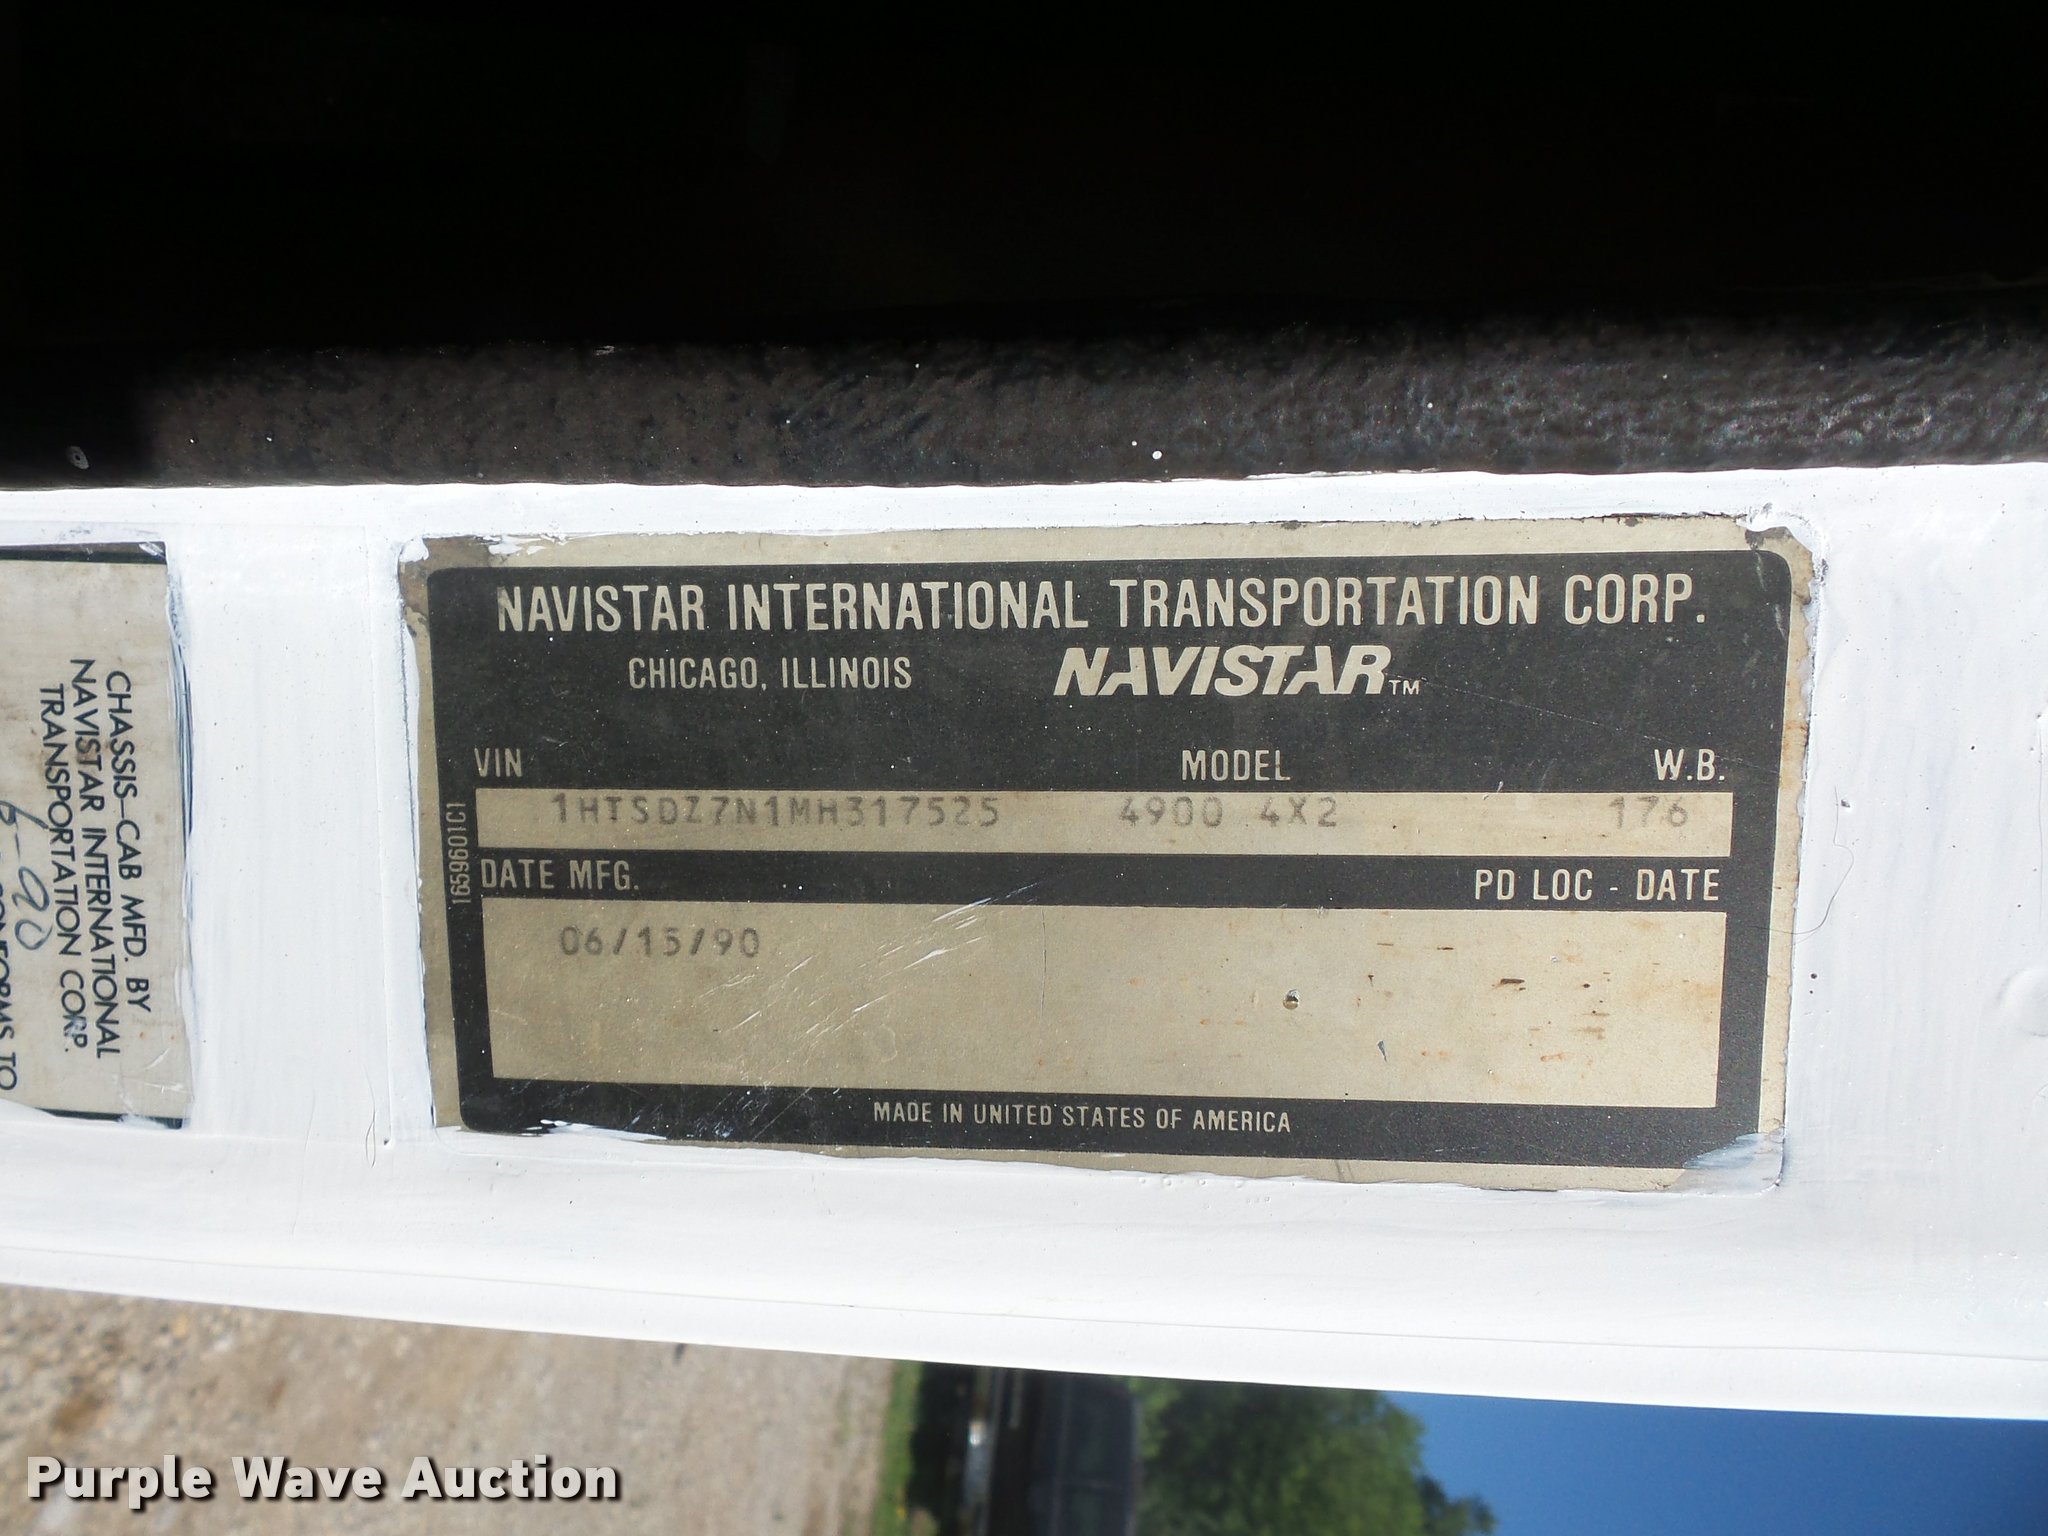 NAVISTAR INTERNATIONAL TRANSPORTATION CORP.
CHICAGO, ILLINOIS NAVISTAR™
VIN MODEL W.B.
1HTSDZ7N1MH317525 4900 4X2 176
DATE MFG. PD LOC - DATE
06/15/90
MADE IN UNITED STATES OF AMERICA
1659601C1
CHASSIS-CAB MFD. BY
NAVISTAR INTERNATIONAL
TRANSPORTATION CORP.
6-90
CONFORMS TO
Purple Wave Auction